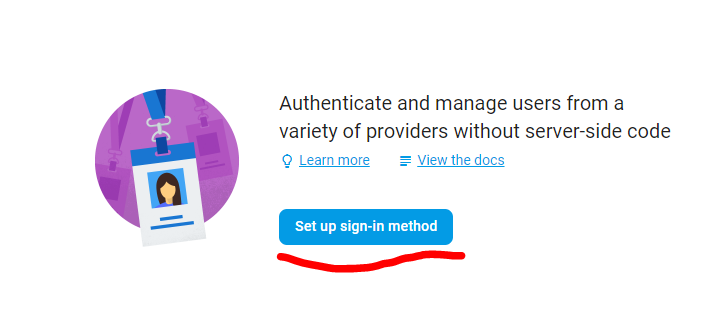 Authenticate and manage users from a
variety of providers without server-side code
Learn more View the docs
Set up sign-in method